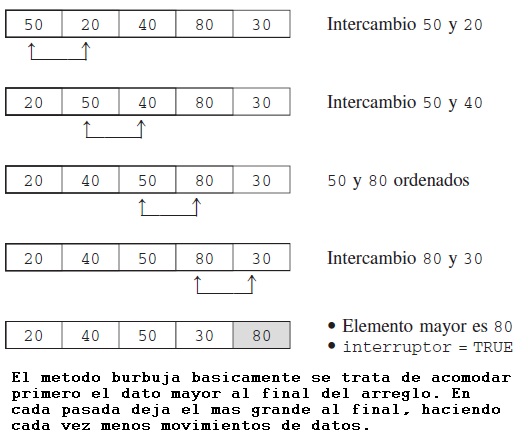 50 20 40 80 30 Intercambio 50 y 20
20 50 40 80 30 Intercambio 50 y 40
20 40 50 80 30 50 y 80 ordenados
20 40 50 80 30 Intercambio 80 y 30
20 40 50 30 80 • Elemento mayor es 80
• interruptor = TRUE
El metodo burbuja basicamente se trata de acomodar
primero el dato mayor al final del arreglo. En
cada pasada deja el mas grande al final, haciendo
cada vez menos movimientos de datos.